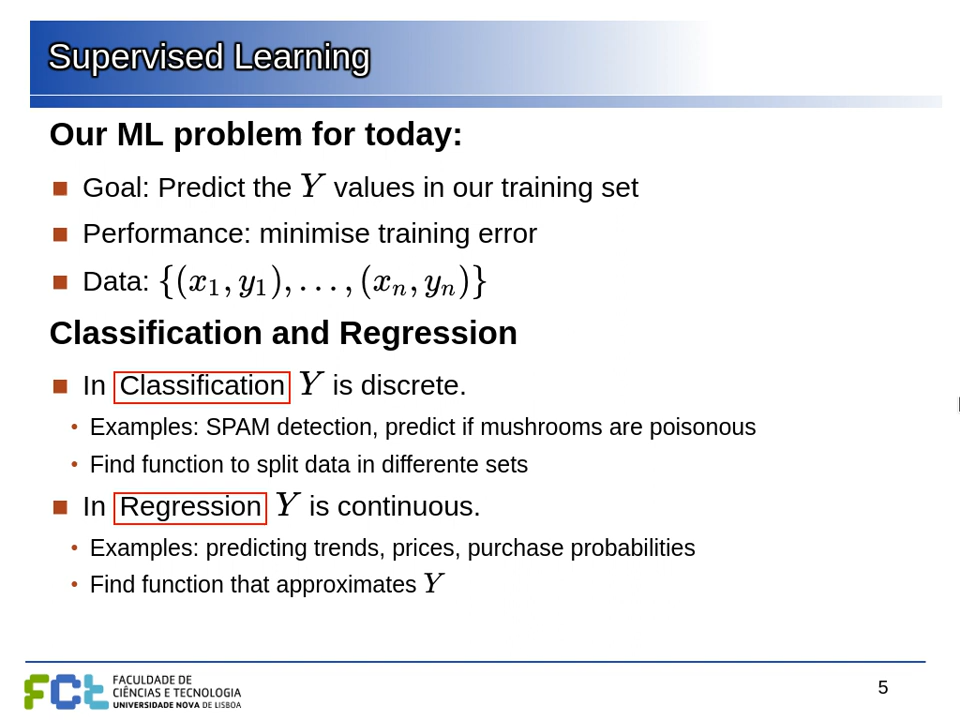 Supervised Learning
Our ML problem for today:
Goal: Predict the Y values in our training set
Performance: minimise training error
Data: {(x₁, y₁), . . . , (xₙ, yₙ)}
Classification and Regression
In Classification Y is discrete.
Examples: SPAM detection, predict if mushrooms are poisonous
Find function to split data in differente sets
In Regression Y is continuous.
Examples: predicting trends, prices, purchase probabilities
Find function that approximates Y
FCt
FACULDADE DE
CIÊNCIAS E TECNOLOGIA
UNIVERSIDADE NOVA DE LISBOA
5